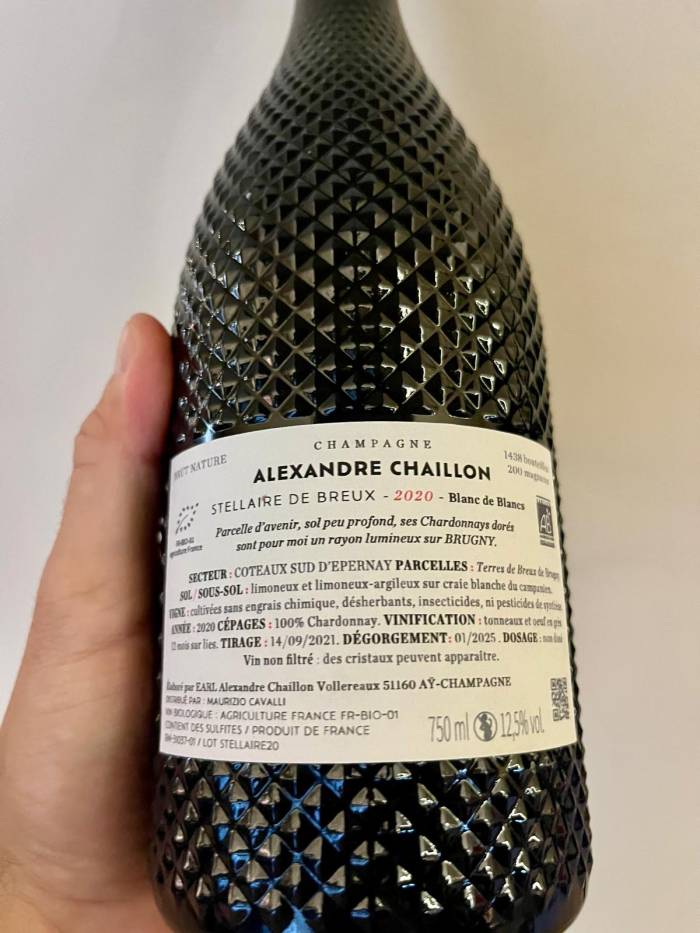 CHAMPAGNE
BRUT NATURE
1438 bouteilles
200 magnums
ALEXANDRE CHAILLON
STELLAIRE DE BREUX - 2020 - Blanc de Blancs
FR-BIO-01
Agriculture France
AB
Parcelle d'avenir, sol peu profond, ses Chardonnays dorés
sont pour moi un rayon lumineux sur BRUGNY.
SECTEUR : COTEAUX SUD D'EPERNAY PARCELLES : Terres de Breux de Brugny
SOL / SOUS-SOL : limoneux et limoneux-argileux sur craie blanche du campanien.
VIGNE : cultivées sans engrais chimique, désherbants, insecticides, ni pesticides de
ANNÉE : 2020 CÉPAGES : 100% Chardonnay. VINIFICATION : tonneaux et oeuf en grès
12 mois sur lies. TIRAGE : 14/09/2021. DÉGORGEMENT : 01/2025. DOSAGE : non dosé
Vin non filtré : des cristaux peuvent apparaître.
Élaboré par EARL Alexandre Chaillon Vollereaux 51160 AŸ-CHAMPAGNE
DISTRIBUÉ PAR : MAURIZIO CAVALLI
VIN BIOLOGIQUE : AGRICULTURE FRANCE FR-BIO-01
CONTIENT DES SULFITES / PRODUIT DE FRANCE
LOT STELLAIRE20
750 ml 12,5% vol.